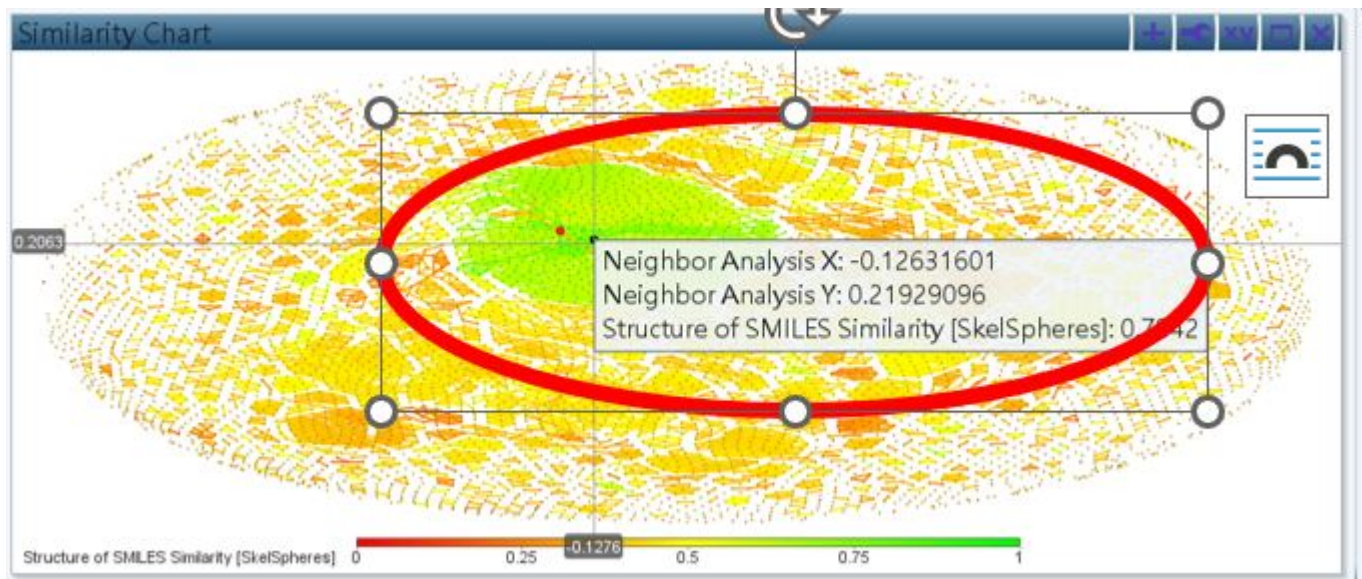 Similarity Chart
XY
0.2063
Neighbor Analysis X: -0.12631601
Neighbor Analysis Y: 0.21929096
Structure of SMILES Similarity [SkelSpheres]:
Structure of SMILES Similarity [SkelSpheres] 0 0.25 -0.1276 0.5 0.75 1